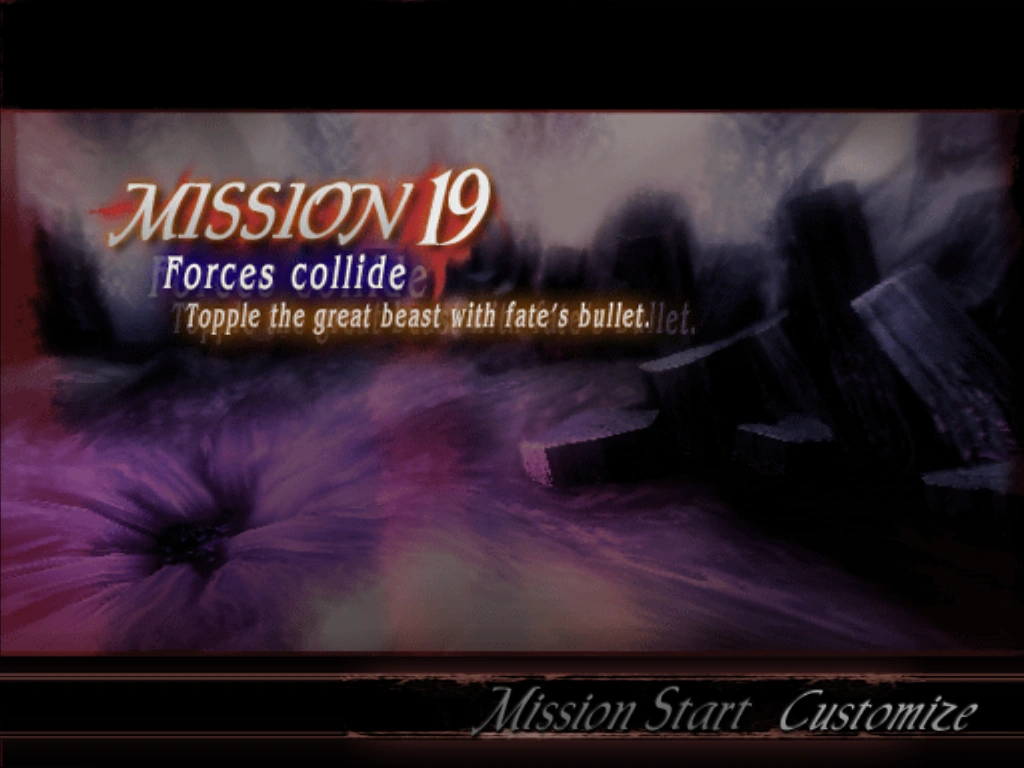 MISSION 19
Forces collide
Topple the great beast with fate's bullet.
Mission Start Customize